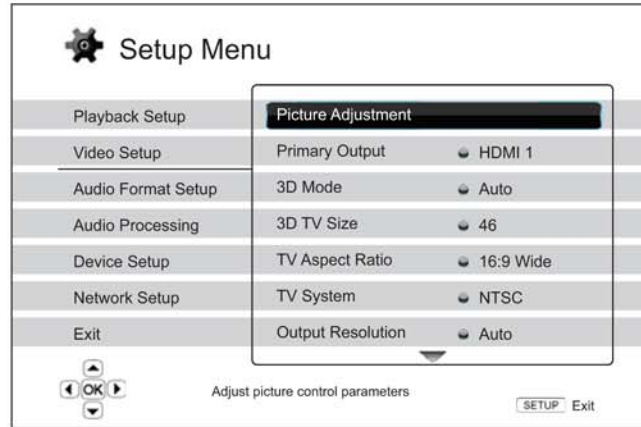 Setup Menu
Playback Setup
Video Setup
Audio Format Setup
Audio Processing
Device Setup
Network Setup
Exit
Picture Adjustment
Primary Output HDMI 1
3D Mode Auto
3D TV Size 46
TV Aspect Ratio 16:9 Wide
TV System NTSC
Output Resolution Auto
OK
Adjust picture control parameters
SETUP Exit